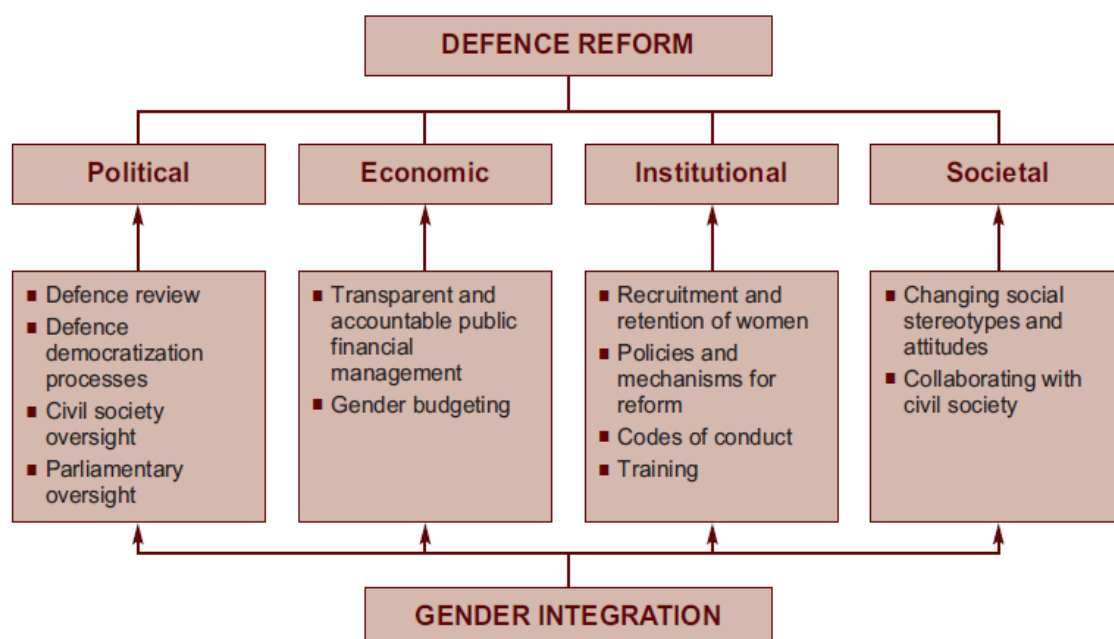 DEFENCE REFORM
Political
Economic
Institutional
Societal
■ Defence review
■ Defence
democratization
processes
■ Civil society
oversight
■ Parliamentary
oversight
■ Transparent and
accountable public
financial
management
■ Gender budgeting
■ Recruitment and
retention of women
■ Policies and
mechanisms for
reform
■ Codes of conduct
■ Training
■ Changing social
stereotypes and
attitudes
■ Collaborating with
civil society
GENDER INTEGRATION